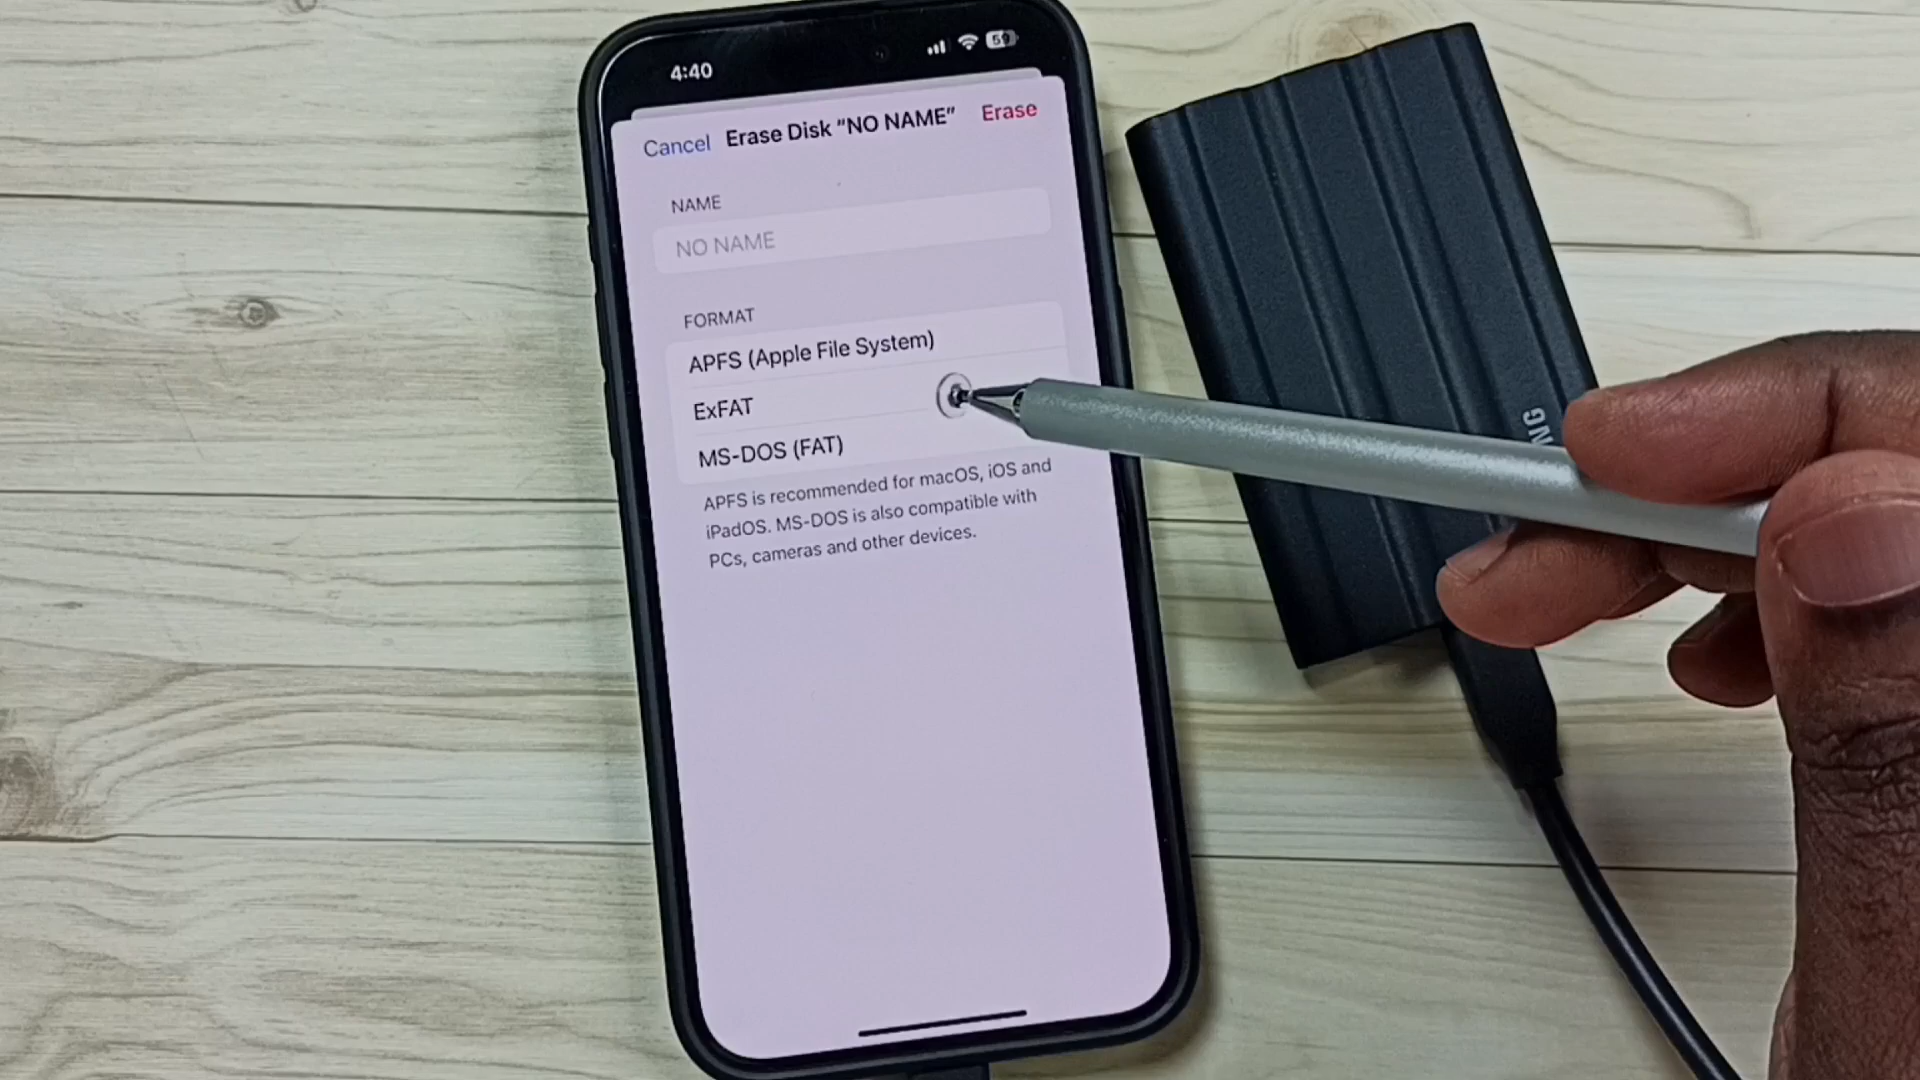 4:40
59
Cancel Erase Disk “NO NAME” Erase
NAME
NO NAME
FORMAT
APFS (Apple File System)
ExFAT
MS-DOS (FAT)
APFS is recommended for macOS, iOS and
iPadOS. MS-DOS is also compatible with
PCs, cameras and other devices.